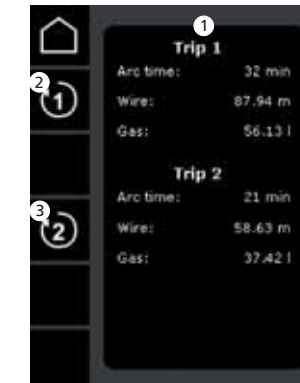 1
Trip 1
Arc time: 32 min
2
1
Wire: 87.94 m
Gas: 56.13 l
Trip 2
Arc time: 21 min
3
2
Wire: 58.63 m
Gas: 37.42 l